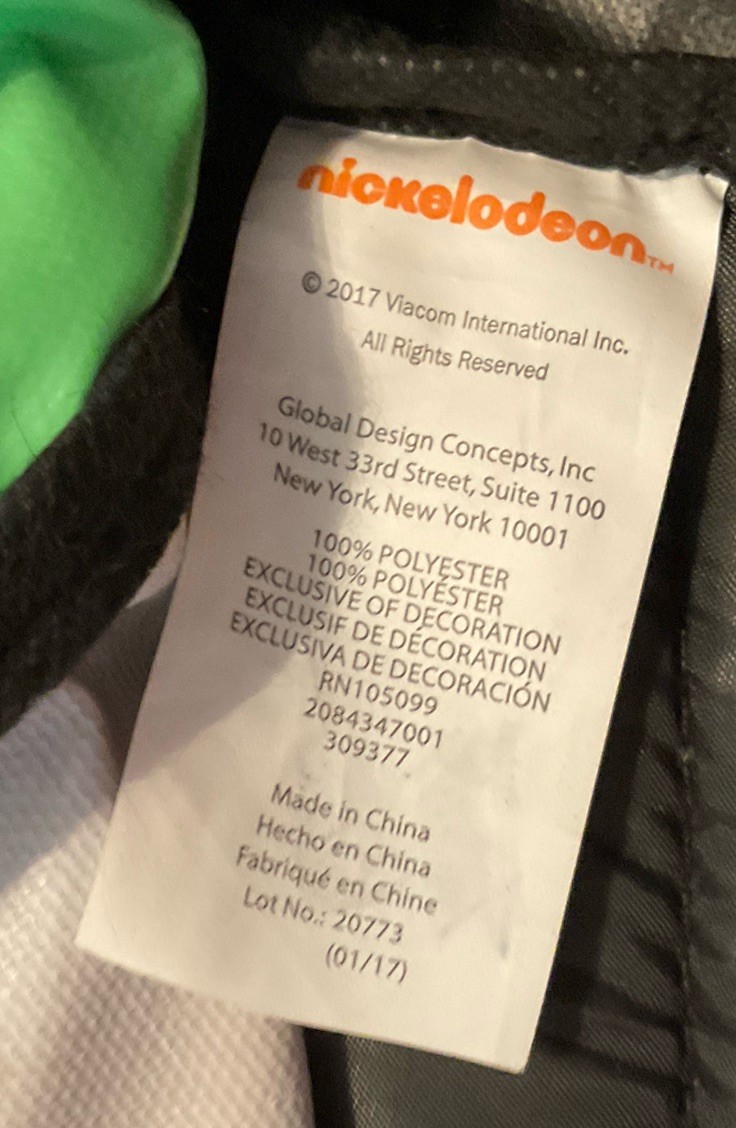 nickelodeon™
© 2017 Viacom International Inc.
All Rights Reserved
Global Design Concepts, Inc
10 West 33rd Street, Suite 1100
New York, New York 10001
100% POLYESTER
100% POLYÉSTER
EXCLUSIVE OF DECORATION
EXCLUSIF DE DÉCORATION
EXCLUSIVA DE DECORACIÓN
RN105099
2084347001
309377
Made in China
Hecho en China
Fabriqué en Chine
Lot No.: 20773
(01/17)